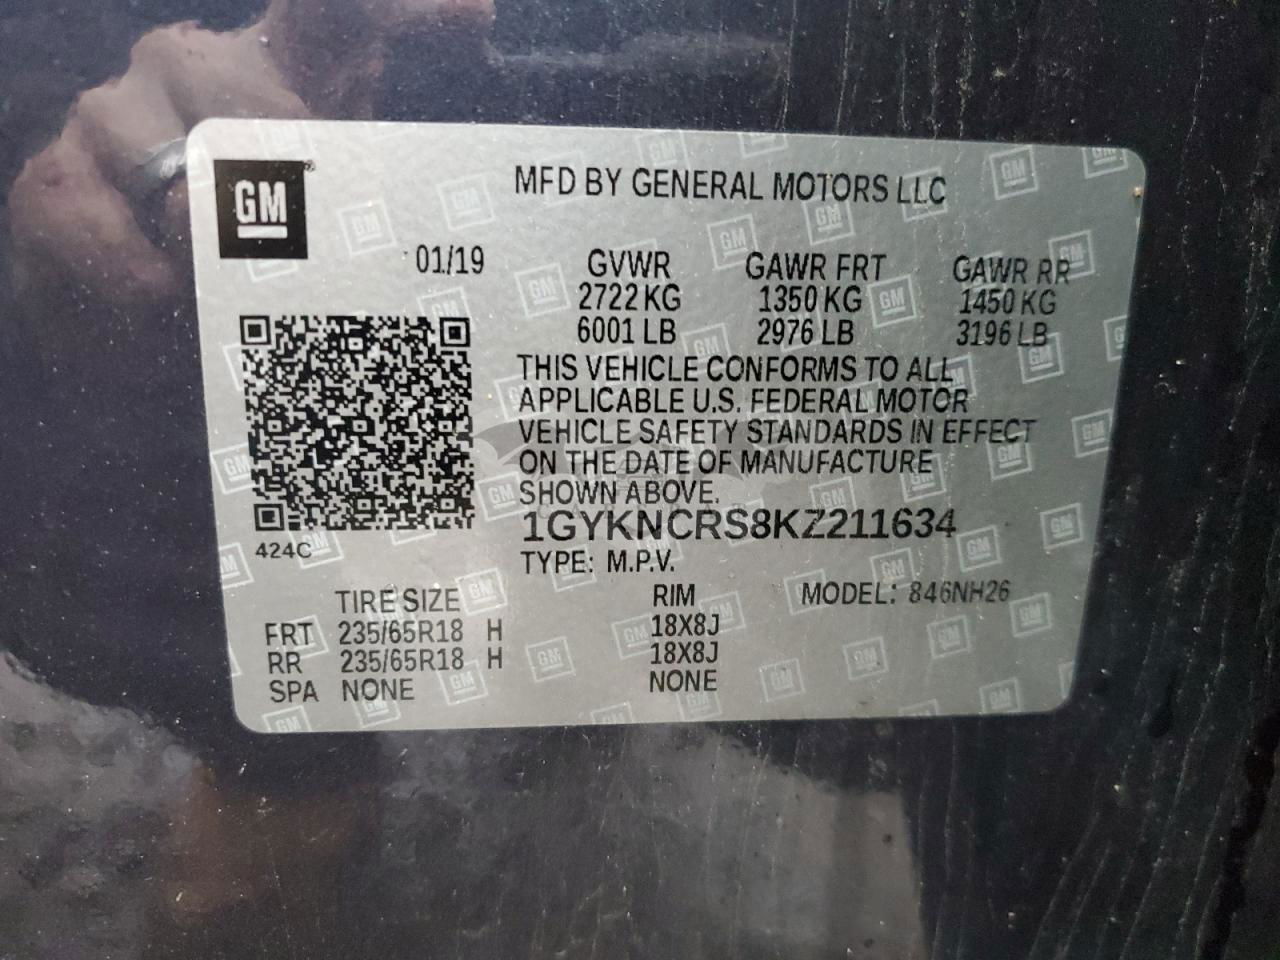 GM
MFD BY GENERAL MOTORS LLC
01/19 GVWR GAWR FRT GAWR RR
2722 KG 1350 KG 1450 KG
6001 LB 2976 LB 3196 LB
THIS VEHICLE CONFORMS TO ALL
APPLICABLE U.S. FEDERAL MOTOR
VEHICLE SAFETY STANDARDS IN EFFECT
ON THE DATE OF MANUFACTURE
SHOWN ABOVE.
1GYKNCRS8KZ211634
424C
TYPE: M.P.V.
TIRE SIZE RIM MODEL: 846NH26
FRT 235/65R18 H 18X8J
RR 235/65R18 H 18X8J
SPA NONE NONE